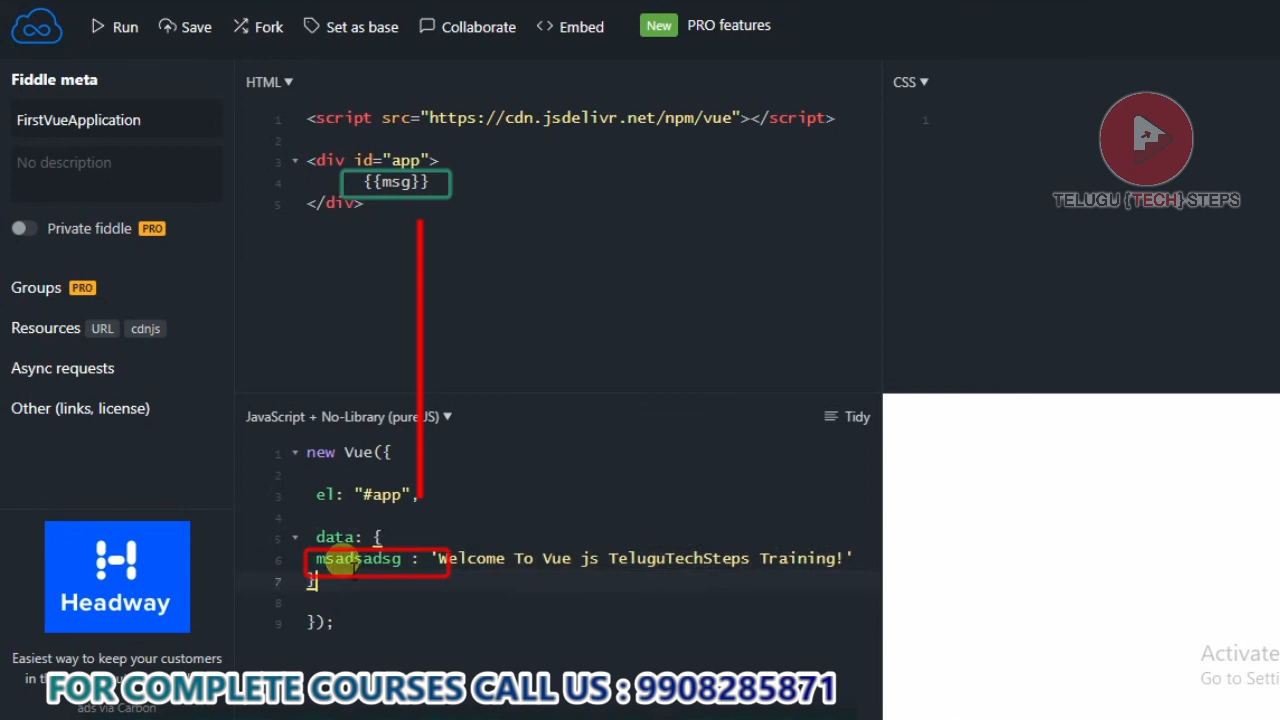 Run
Save
Fork
Set as base
Collaborate
Embed
New
PRO features
Fiddle meta
FirstVueApplication
No description
Private fiddle PRO
Groups PRO
Resources URL cdnjs
Async requests
Other (links, license)
Headway
Easiest way to keep your customers
in th
ads via Carbon
HTML
1 <script src="https://cdn.jsdelivr.net/npm/vue"></script>
2
3 <div id="app">
4 {{msg}}
5 </div>
CSS
1
TELUGU {TECH} STEPS
JavaScript + No-Library (pure JS)
Tidy
1 new Vue({
2
3 el: "#app",
4
5 data: {
6 msadsadsg : 'Welcome To Vue js TeluguTechSteps Training!'
7 }
8
9 });
Activate
Go to Setti
FOR COMPLETE COURSES CALL US : 9908285871